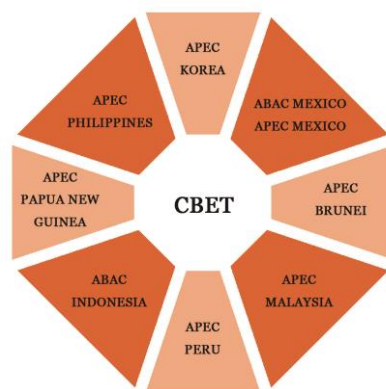 APEC
KOREA
ABAC MEXICO
APEC MEXICO
APEC
BRUNEI
APEC
MALAYSIA
APEC
PERU
ABAC
INDONESIA
APEC
PAPUA NEW
GUINEA
APEC
PHILIPPINES
CBET